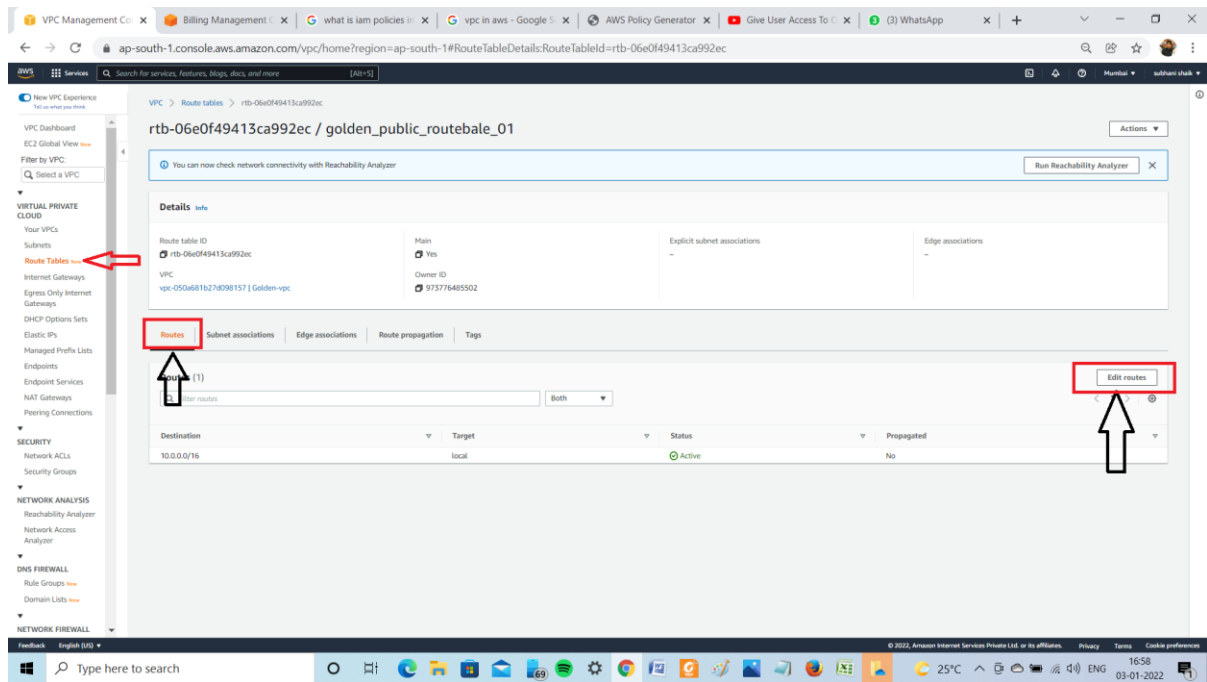 VPC Management Co
Billing Management C
what is iam policies in
vpc in aws - Google S
AWS Policy Generator
Give User Access To
(3) WhatsApp
ap-south-1.console.aws.amazon.com/vpc/home?region=ap-south-1#RouteTableDetails:RouteTableId=rtb-06e0f49413ca992ec
aws Services Search for services, features, blogs, docs, and more [Alt+S] Mumbai ▼ subhani shaik ▼
New VPC Experience
Tell us what you think
VPC Dashboard
EC2 Global View New
Filter by VPC:
Select a VPC
VIRTUAL PRIVATE
CLOUD
Your VPCs
Subnets
Route Tables New
Internet Gateways
Egress Only Internet
Gateways
DHCP Options Sets
Elastic IPs
Managed Prefix Lists
Endpoints
Endpoint Services
NAT Gateways
Peering Connections
SECURITY
Network ACLs
Security Groups
NETWORK ANALYSIS
Reachability Analyzer
Network Access
Analyzer
DNS FIREWALL
Rule Groups New
Domain Lists New
NETWORK FIREWALL
VPC > Route tables > rtb-06e0f49413ca992ec
rtb-06e0f49413ca992ec / golden_public_routebale_01
Actions ▼
You can now check network connectivity with Reachability Analyzer
Run Reachability Analyzer
Details Info
Route table ID
rtb-06e0f49413ca992ec
Main
Yes
Explicit subnet associations
–
Edge associations
–
VPC
vpc-050a681b27d098157 | Golden-vpc
Owner ID
973776485502
Routes Subnet associations Edge associations Route propagation Tags
(1)
Edit routes
routes
Both ▼
Destination Target Status Propagated
10.0.0.0/16 local Active No
Feedback English (US) ▼ © 2022, Amazon Internet Services Private Ltd. or its affiliates. Privacy Terms Cookie preferences
Type here to search
69
25°C
ENG
16:58
03-01-2022
1